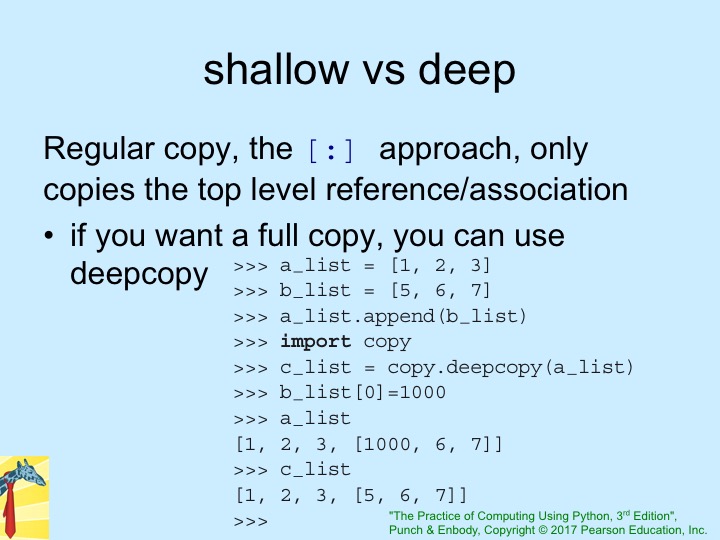 shallow vs deep
Regular copy, the [:] approach, only
copies the top level reference/association
• if you want a full copy, you can use
deepcopy
>>> a_list = [1, 2, 3]
>>> b_list = [5, 6, 7]
>>> a_list.append(b_list)
>>> import copy
>>> c_list = copy.deepcopy(a_list)
>>> b_list[0]=1000
>>> a_list
[1, 2, 3, [1000, 6, 7]]
>>> c_list
[1, 2, 3, [5, 6, 7]]
>>>
"The Practice of Computing Using Python, 3rd Edition",
Punch & Enbody, Copyright © 2017 Pearson Education, Inc.